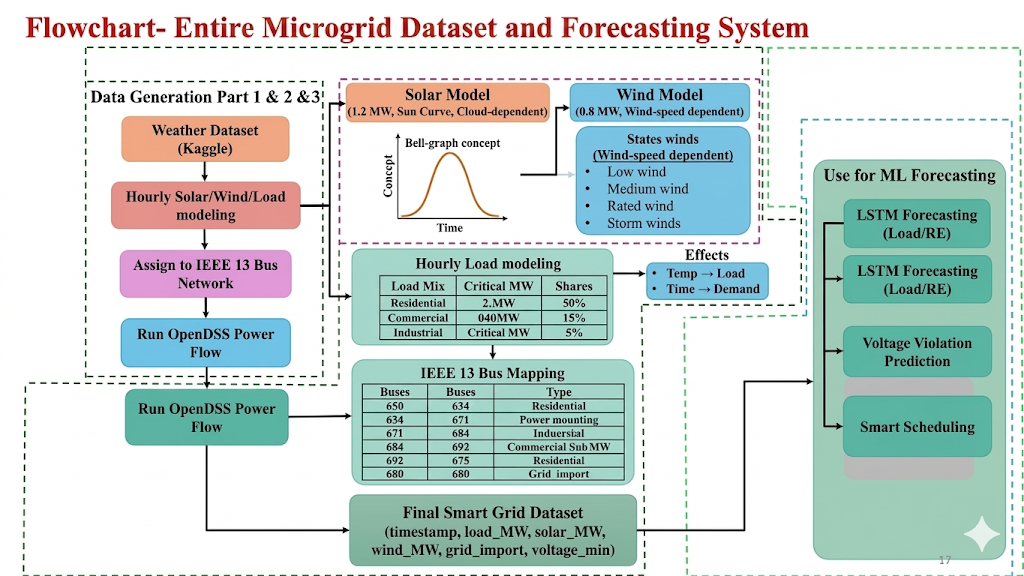 Flowchart- Entire Microgrid Dataset and Forecasting System
Data Generation Part 1 & 2 &3
Weather Dataset
(Kaggle)
Hourly Solar/Wind/Load
modeling
Assign to IEEE 13 Bus
Network
Run OpenDSS Power
Flow
Run OpenDSS Power
Flow
Solar Model
(1.2 MW, Sun Curve, Cloud-dependent)
Bell-graph concept
Concept
Time
Wind Model
(0.8 MW, Wind-speed dependent)
States winds
(Wind-speed dependent)
• Low wind
• Medium wind
• Rated wind
• Storm winds
Hourly Load modeling
Load Mix Critical MW Shares
Residential 2.MW 50%
Commercial 040MW 15%
Industrial Critical MW 5%
Effects
• Temp → Load
• Time → Demand
IEEE 13 Bus Mapping
Buses Buses Type
650 634 Residential
634 671 Power mounting
671 684 Induerstial
684 692 Commercial Sub MW
692 675 Residential
680 680 Grid_import
Final Smart Grid Dataset
(timestamp, load_MW, solar_MW,
wind_MW, grid_import, voltage_min)
Use for ML Forecasting
LSTM Forecasting
(Load/RE)
LSTM Forecasting
(Load/RE)
Voltage Violation
Prediction
Smart Scheduling
17